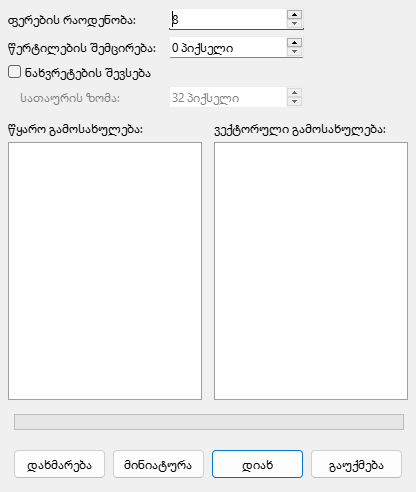 ფერების რაოდენობა: 8
წერტილების შემცირება: 0 პიქსელი
ნახვრეტების შევსება
სათაურის ზომა: 32 პიქსელი
წყარო გამოსახულება: ვექტორული გამოსახულება:
დახმარება მინიატურა დიახ გაუქმება